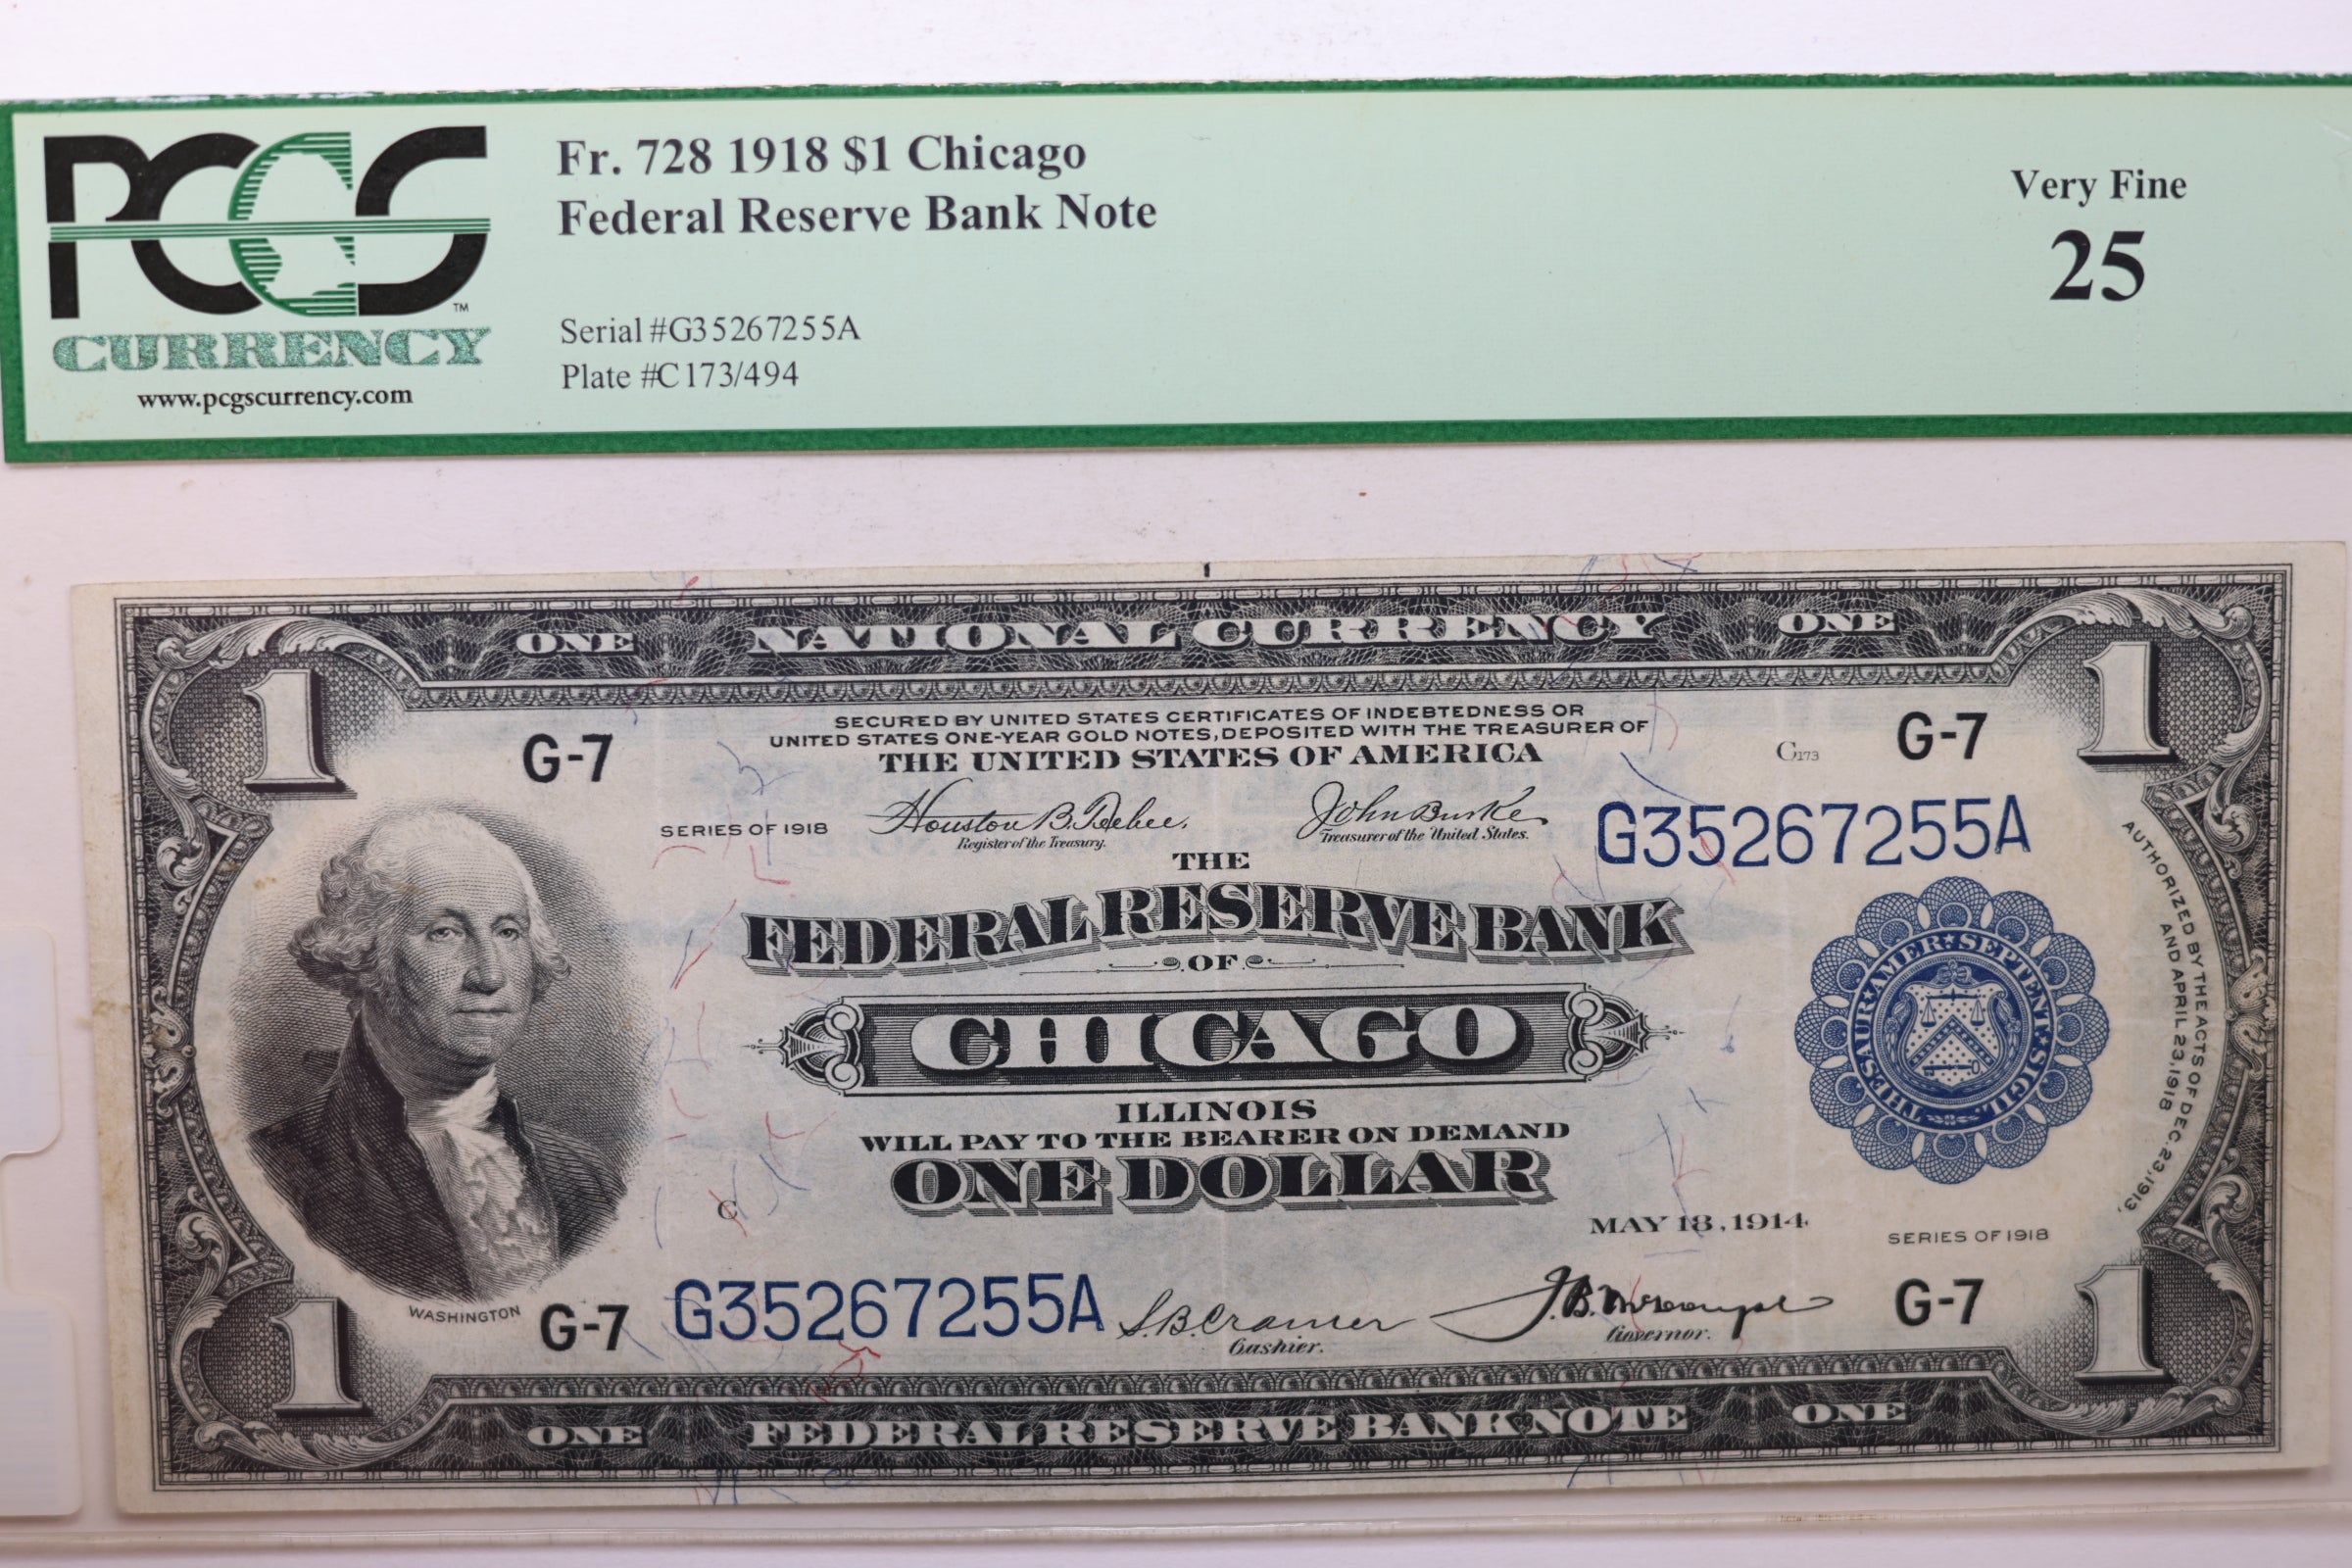 PCGS™
CURRENCY
www.pcgscurrency.com
Fr. 728 1918 $1 Chicago
Federal Reserve Bank Note
Serial #G35267255A
Plate #C173/494
Very Fine
25
ONE NATIONAL CURRENCY ONE
1 1
SECURED BY UNITED STATES CERTIFICATES OF INDEBTEDNESS OR
UNITED STATES ONE-YEAR GOLD NOTES, DEPOSITED WITH THE TREASURER OF
THE UNITED STATES OF AMERICA
G-7 C173 G-7
SERIES OF 1918 Houston B. Teehee, John Burke
Register of the Treasury. Treasurer of the United States.
G35267255A
THE
FEDERAL RESERVE BANK
OF
CHICAGO
ILLINOIS
WILL PAY TO THE BEARER ON DEMAND
ONE DOLLAR
THESAUR·AMER·SEPTENT·SIGIL·
AUTHORIZED BY THE ACTS OF DEC. 23, 1913,
AND APRIL 23, 1918
C
MAY 18, 1914,
SERIES OF 1918
WASHINGTON
G-7 G35267255A S.B. Cramer J.B. McDougal G-7
Cashier. Governor.
1 1
ONE FEDERAL RESERVE BANK NOTE ONE